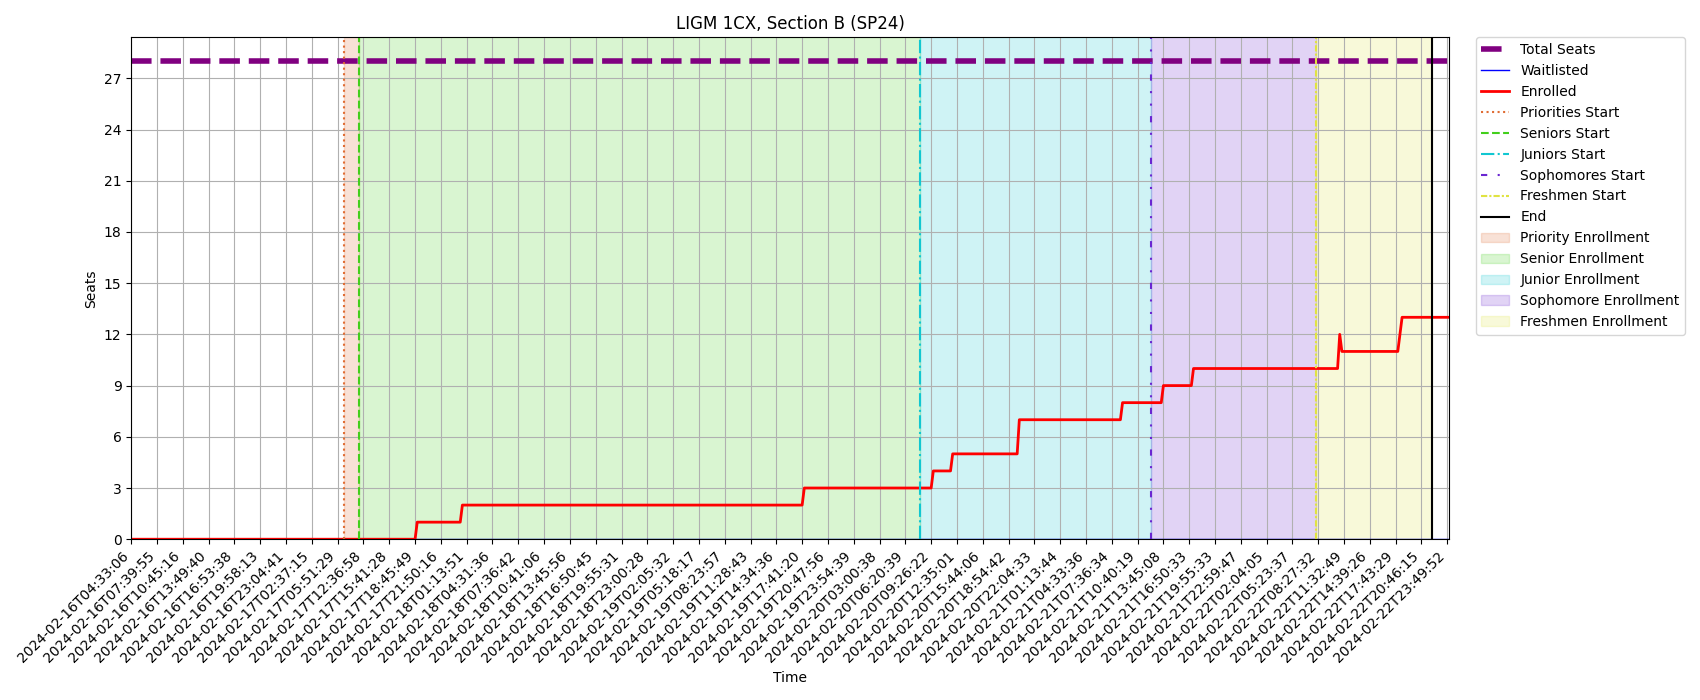 LIGM 1CX, Section B (SP24)
Total Seats
Waitlisted
Enrolled
Priorities Start
Seniors Start
Juniors Start
Sophomores Start
Freshmen Start
End
Priority Enrollment
Senior Enrollment
Junior Enrollment
Sophomore Enrollment
Freshmen Enrollment
Seats
27
24
21
18
15
12
9
6
3
0
2024-02-16T04:33:06
2024-02-16T07:39:55
2024-02-16T10:45:16
2024-02-16T13:49:40
2024-02-16T16:53:38
2024-02-16T19:58:13
2024-02-16T23:04:41
2024-02-17T02:37:15
2024-02-17T05:51:29
2024-02-17T12:36:58
2024-02-17T15:41:28
2024-02-17T18:45:49
2024-02-17T21:50:16
2024-02-18T01:13:51
2024-02-18T04:31:36
2024-02-18T07:36:42
2024-02-18T10:41:06
2024-02-18T13:45:56
2024-02-18T16:50:45
2024-02-18T19:55:31
2024-02-18T23:00:28
2024-02-19T02:05:32
2024-02-19T05:18:17
2024-02-19T08:23:57
2024-02-19T11:28:43
2024-02-19T14:34:36
2024-02-19T17:41:20
2024-02-19T20:47:56
2024-02-19T23:54:39
2024-02-20T03:00:38
2024-02-20T06:20:39
2024-02-20T09:26:22
2024-02-20T12:35:01
2024-02-20T15:44:06
2024-02-20T18:54:42
2024-02-20T22:04:33
2024-02-21T01:13:44
2024-02-21T04:33:36
2024-02-21T07:36:34
2024-02-21T10:40:19
2024-02-21T13:45:08
2024-02-21T16:50:33
2024-02-21T19:55:33
2024-02-21T22:59:47
2024-02-22T02:04:05
2024-02-22T05:23:37
2024-02-22T08:27:32
2024-02-22T11:32:49
2024-02-22T14:39:26
2024-02-22T17:43:29
2024-02-22T20:46:15
2024-02-22T23:49:52
Time